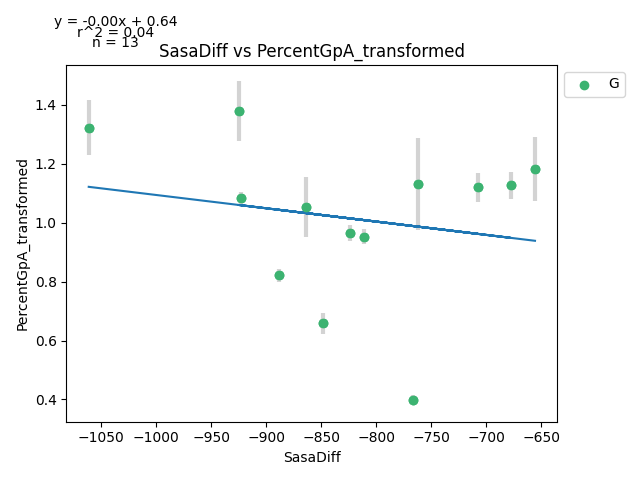 y = -0.00x + 0.64
r^2 = 0.04
n = 13
SasaDiff vs PercentGpA_transformed
G
PercentGpA_transformed
1.4
1.2
1.0
0.8
0.6
0.4
−1050 −1000 −950 −900 −850 −800 −750 −700 −650
SasaDiff